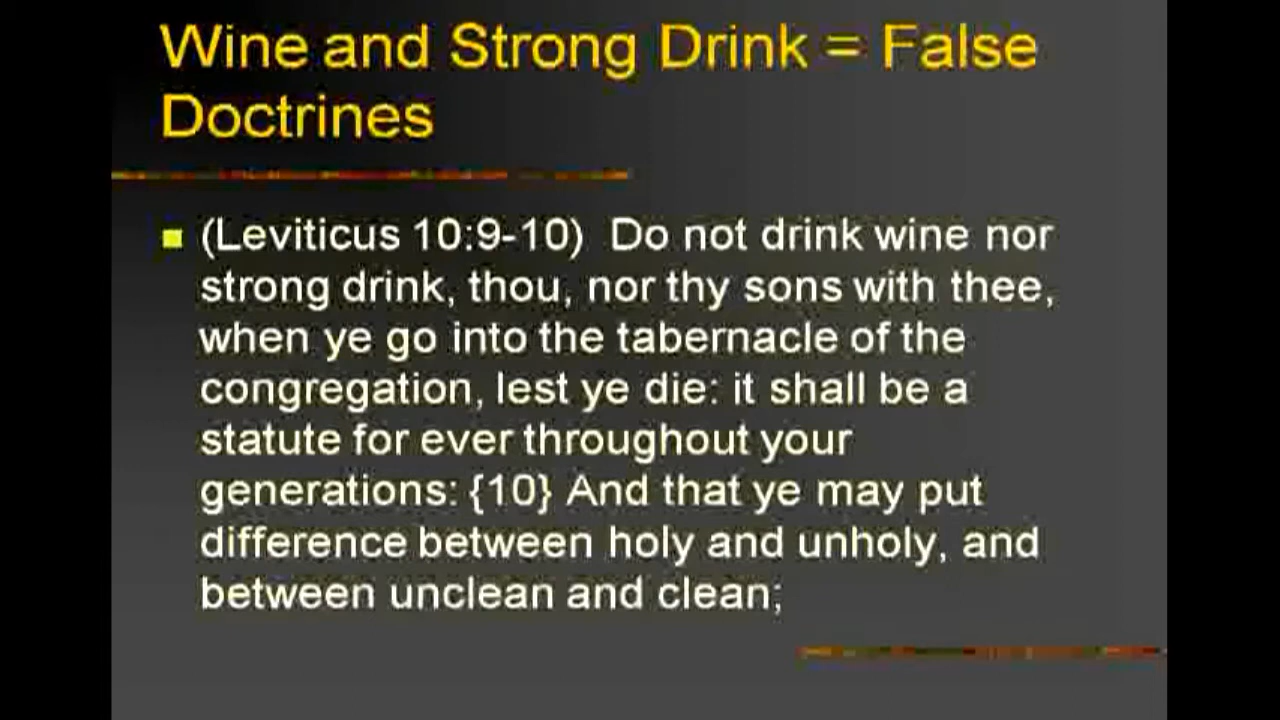 Wine and Strong Drink = False
Doctrines
(Leviticus 10:9-10)  Do not drink wine nor
strong drink, thou, nor thy sons with thee,
when ye go into the tabernacle of the
congregation, lest ye die: it shall be a
statute for ever throughout your
generations: {10} And that ye may put
difference between holy and unholy, and
between unclean and clean;